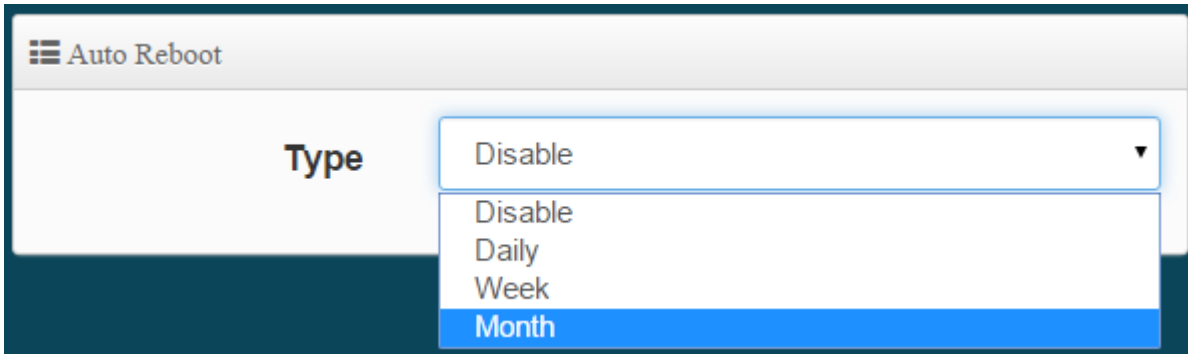 Auto Reboot
Type
Disable
Disable
Daily
Week
Month